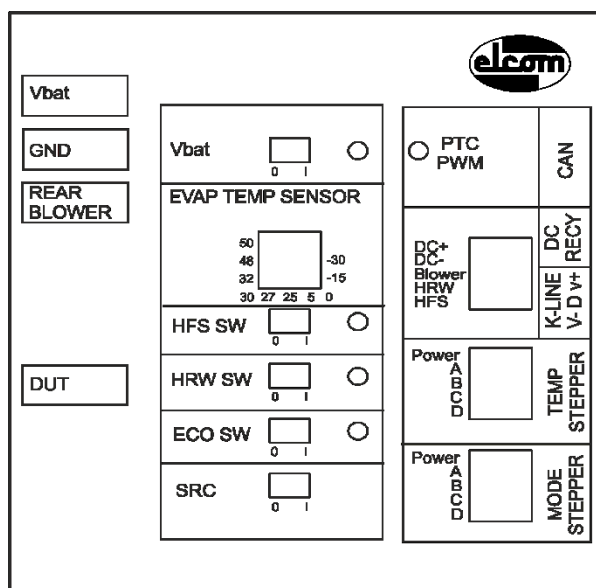 elcom
Vbat
GND
REAR
BLOWER
DUT
Vbat
0 I
EVAP TEMP SENSOR
50
48
32
30 27 25 5 0
-30
-15
HFS SW
0 I
HRW SW
0 I
ECO SW
0 I
SRC
0 I
PTC
PWM
CAN
DC+
DC-
Blower
HRW
HFS
DC
RECY
K-LINE
V- D v+
Power
A
B
C
D
TEMP
STEPPER
Power
A
B
C
D
MODE
STEPPER